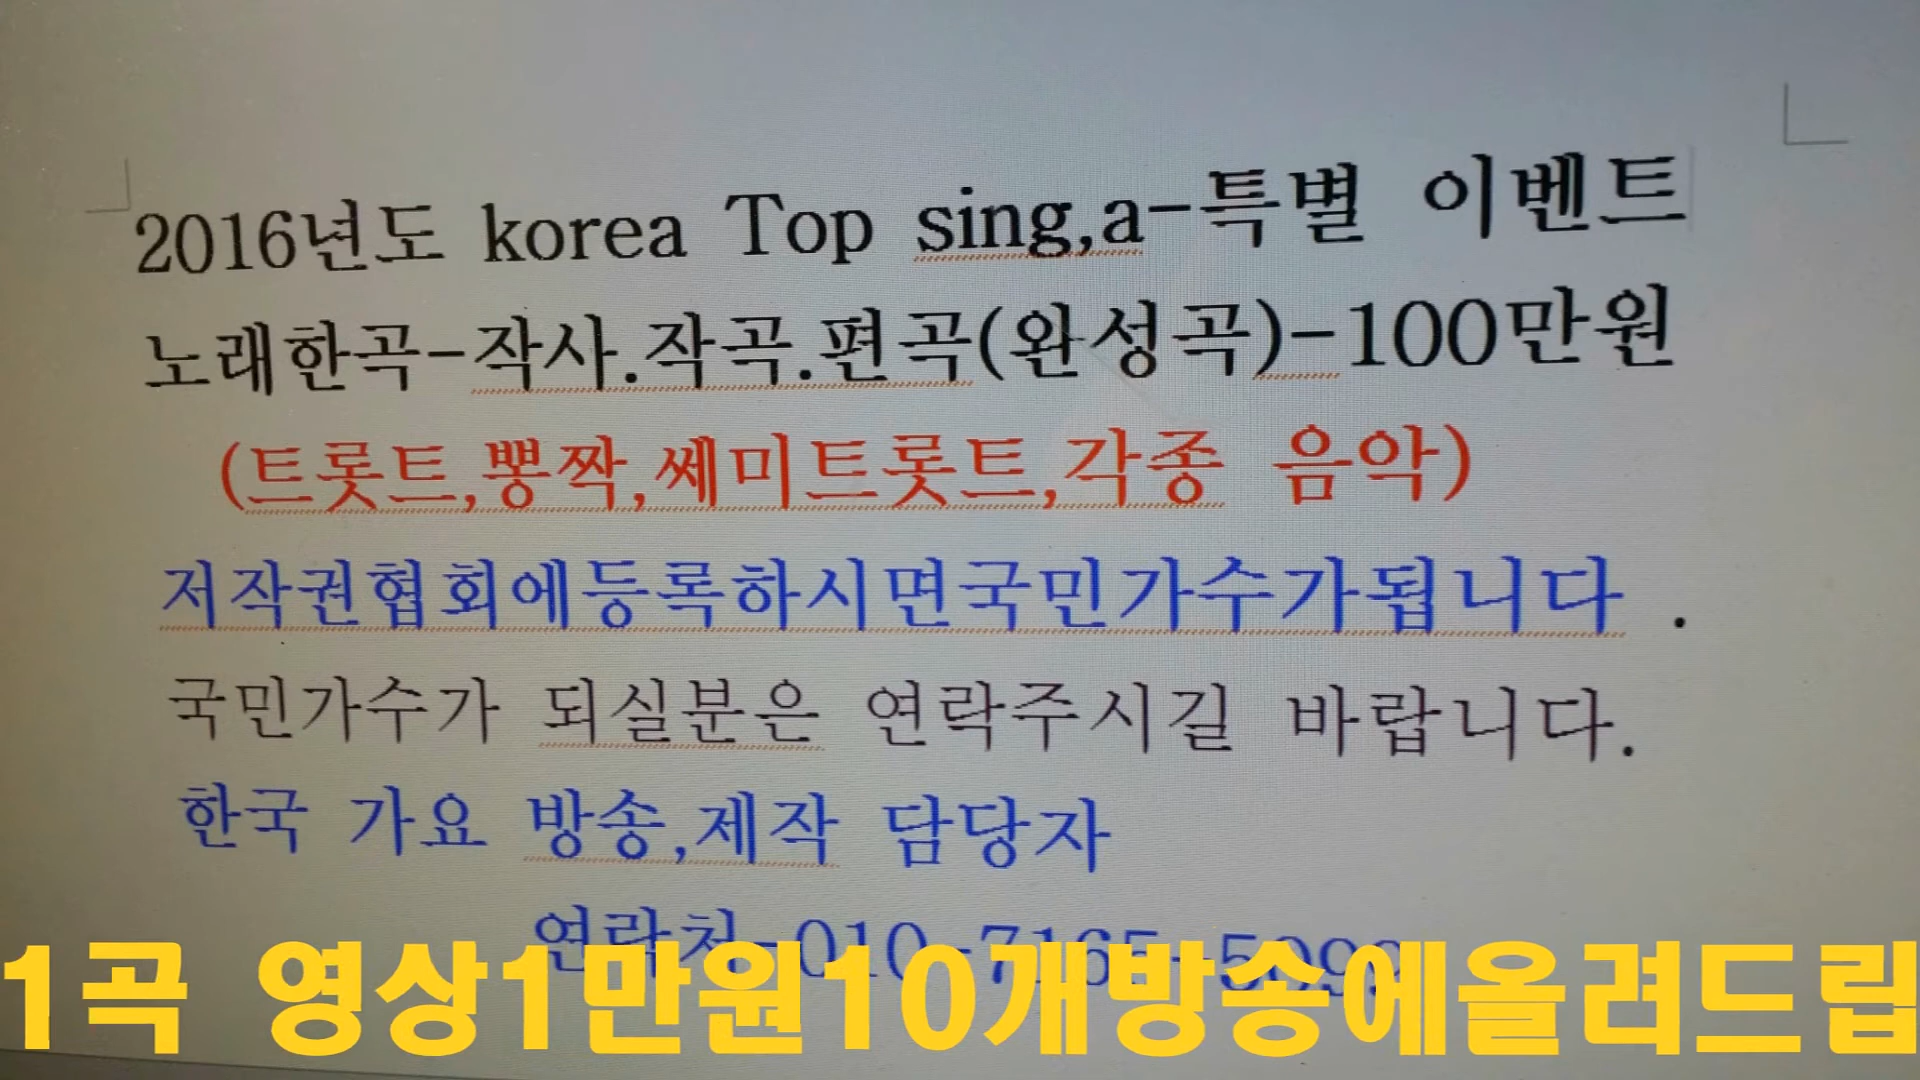 2016년도 korea Top sing,a-특별 이벤트
노래한곡-작사.작곡.편곡(완성곡)-100만원
(트롯트,뽕짝,쎄미트롯트,각종 음악)
저작권협회에등록하시면국민가수가됩니다 .
국민가수가 되실분은 연락주시길 바랍니다.
한국 가요 방송,제작 담당자
연락처-010-7165-5099
1곡 영상1만원10개방송에올려드립